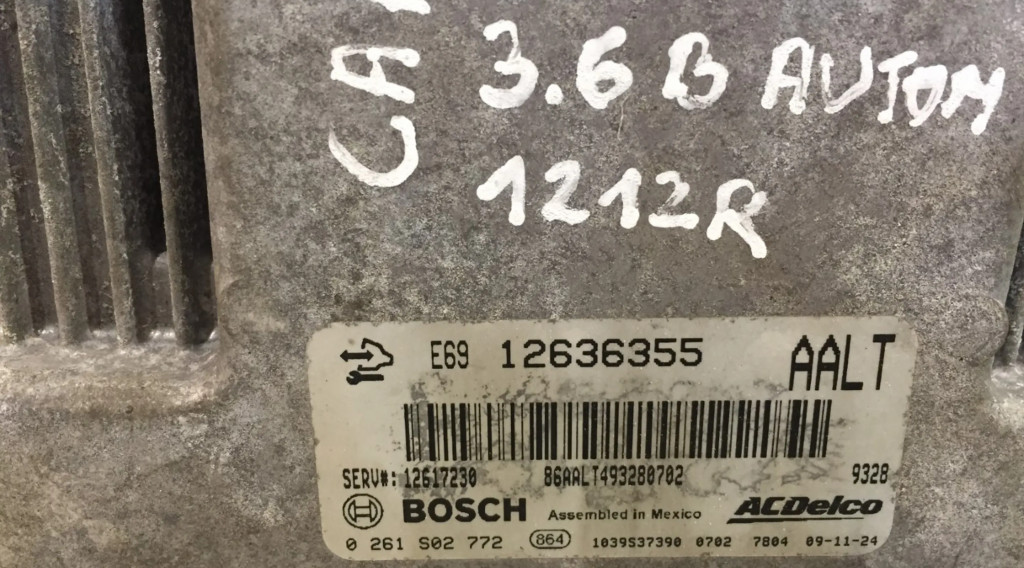 3.6 B AUTOM
1212R
E69 12636355 AALT
SERV#: 12617230 86AALT493280702 9328
BOSCH Assembled in Mexico ACDelco
0 261 S02 772 864 1039S37390 0702 7804 09-11-24